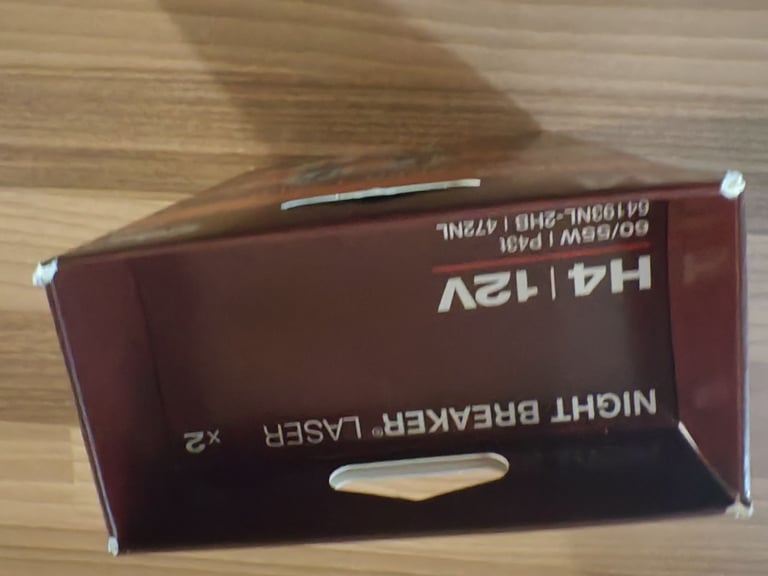 NIGHT BREAKER® LASER x2
H4 | 12V
60/55W | P43t
64193NL-2HB | 472NL